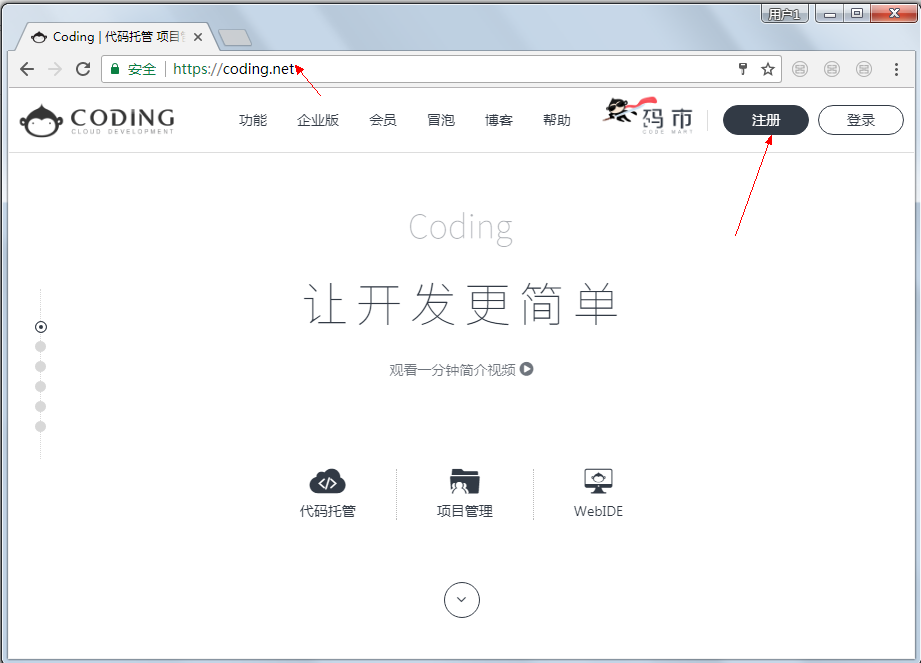 用户1
Coding | 代码托管 项目
安全 https://coding.net
CODING
CLOUD DEVELOPMENT
功能 企业版 会员 冒泡 博客 帮助 码市 注册 登录
CODE MART
Coding
让开发更简单
观看一分钟简介视频
代码托管 项目管理 WebIDE